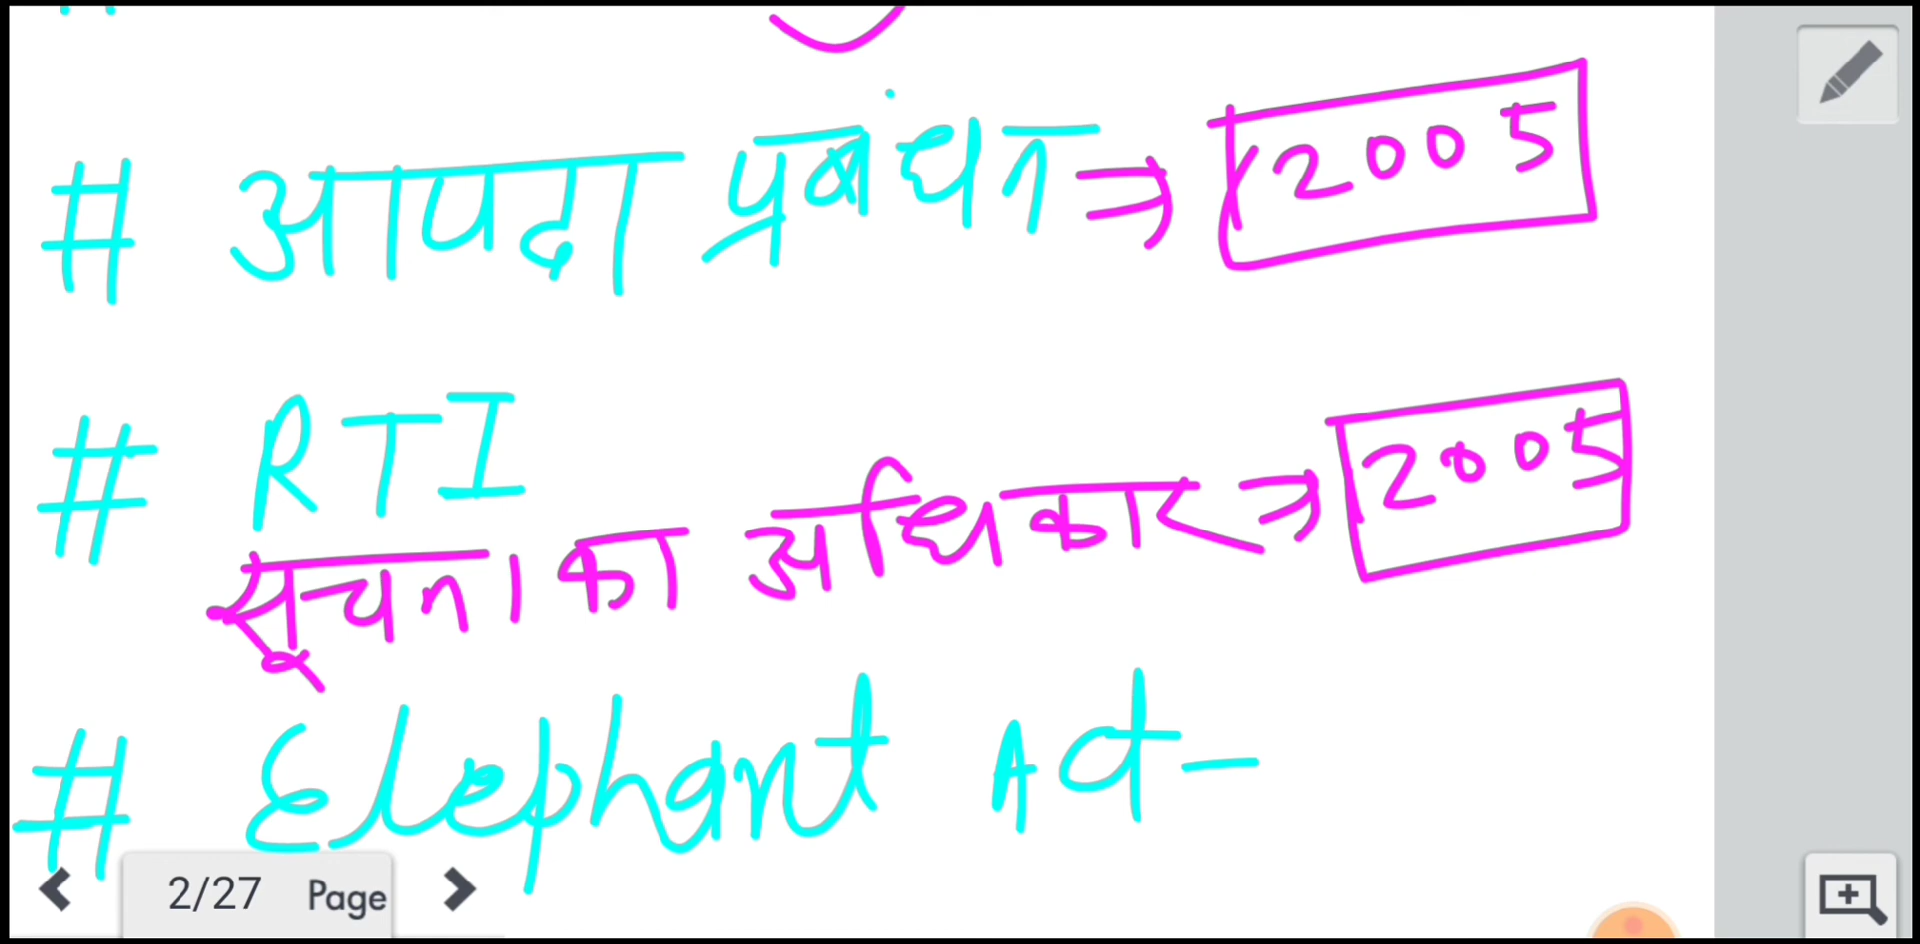 # आपदा प्रबंधन ⇒ 2005
# RTI
सूचना का अधिकार ⇒ 2005
# Elephant Act -
2/27 Page